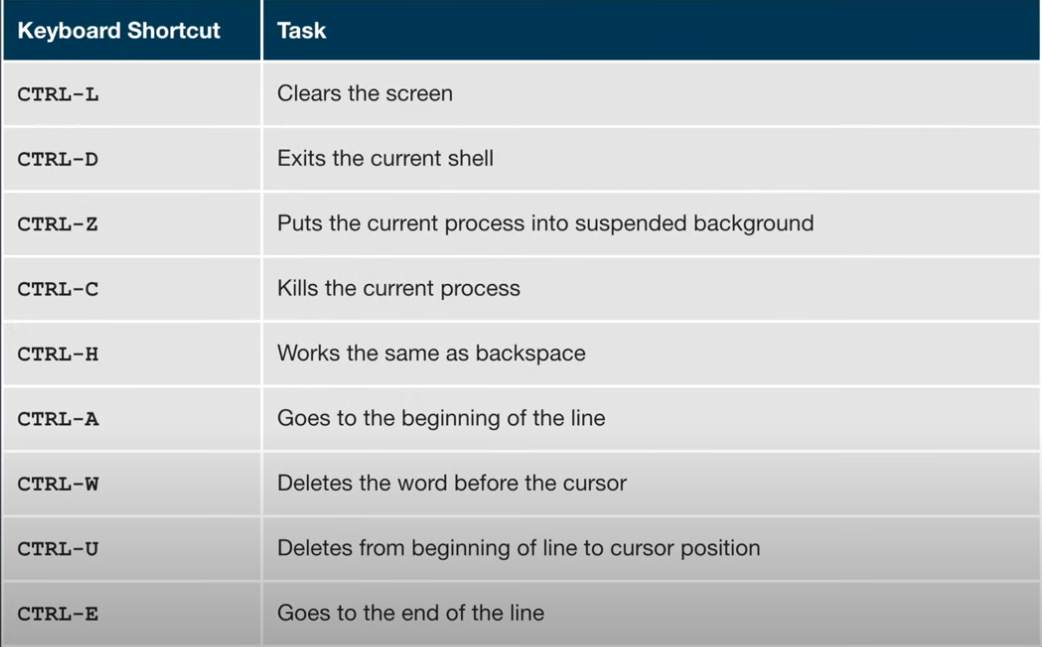 Keyboard Shortcut Task
CTRL-L Clears the screen
CTRL-D Exits the current shell
CTRL-Z Puts the current process into suspended background
CTRL-C Kills the current process
CTRL-H Works the same as backspace
CTRL-A Goes to the beginning of the line
CTRL-W Deletes the word before the cursor
CTRL-U Deletes from beginning of line to cursor position
CTRL-E Goes to the end of the line